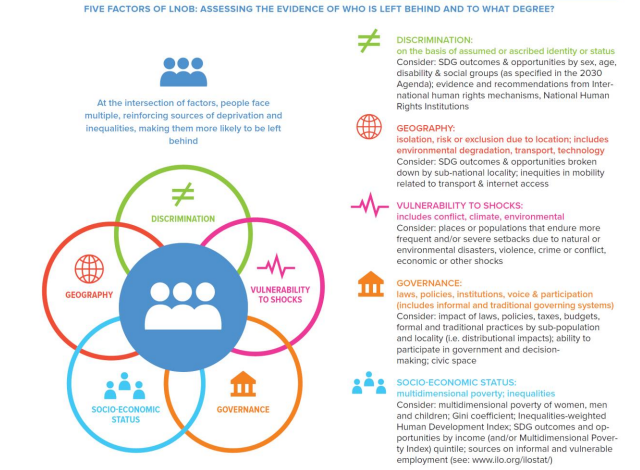 FIVE FACTORS OF LNOB: ASSESSING THE EVIDENCE OF WHO IS LEFT BEHIND AND TO WHAT DEGREE?
At the intersection of factors, people face
multiple, reinforcing sources of deprivation and
inequalities, making them more likely to be left
behind
DISCRIMINATION
GEOGRAPHY
VULNERABILITY
TO SHOCKS
SOCIO-ECONOMIC
STATUS
GOVERNANCE
DISCRIMINATION:
on the basis of assumed or ascribed identity or status
Consider: SDG outcomes & opportunities by sex, age,
disability & social groups (as specified in the 2030
Agenda); evidence and recommendations from Inter-
national human rights mechanisms, National Human
Rights Institutions
GEOGRAPHY:
isolation, risk or exclusion due to location; includes
environmental degradation, transport, technology
Consider: SDG outcomes & opportunities broken
down by sub-national locality; inequities in mobility
related to transport & internet access
VULNERABILITY TO SHOCKS:
includes conflict, climate, environmental
Consider: places or populations that endure more
frequent and/or severe setbacks due to natural or
environmental disasters, violence, crime or conflict,
economic or other shocks
GOVERNANCE:
laws, policies, institutions, voice & participation
(includes informal and traditional governing systems)
Consider: impact of laws, policies, taxes, budgets,
formal and traditional practices by sub-population
and locality (i.e. distributional impacts); ability to
participate in government and decision-
making; civic space
SOCIO-ECONOMIC STATUS:
multidimensional poverty; inequalities
Consider: multidimensional poverty of women, men
and children; Gini coefficient; Inequalities-weighted
Human Development Index; SDG outcomes and op-
portunities by income (and/or Multidimensional Pover-
ty Index) quintile; sources on informal and vulnerable
employment (see: www.ilo.org/ilostat/)